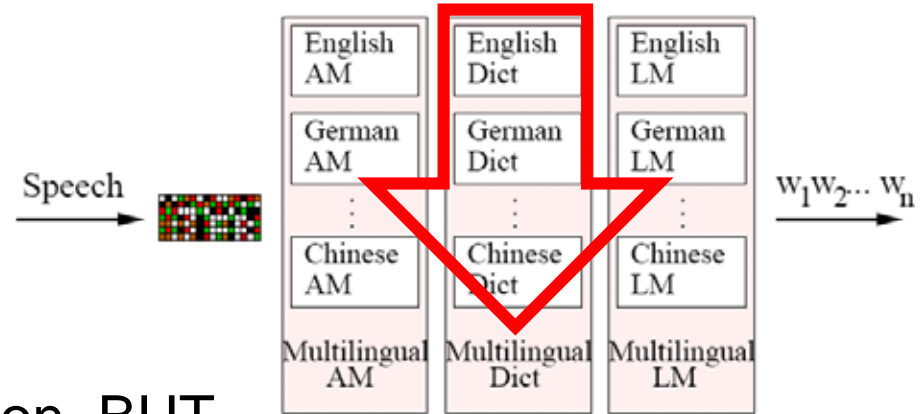 Speech
English
AM
German
AM
⋮
Chinese
AM
Multilingual
AM
English
Dict
German
Dict
⋮
Chinese
Dict
Multilingual
Dict
English
LM
German
LM
⋮
Chinese
LM
Multilingual
LM
w1w2... wn
BUT